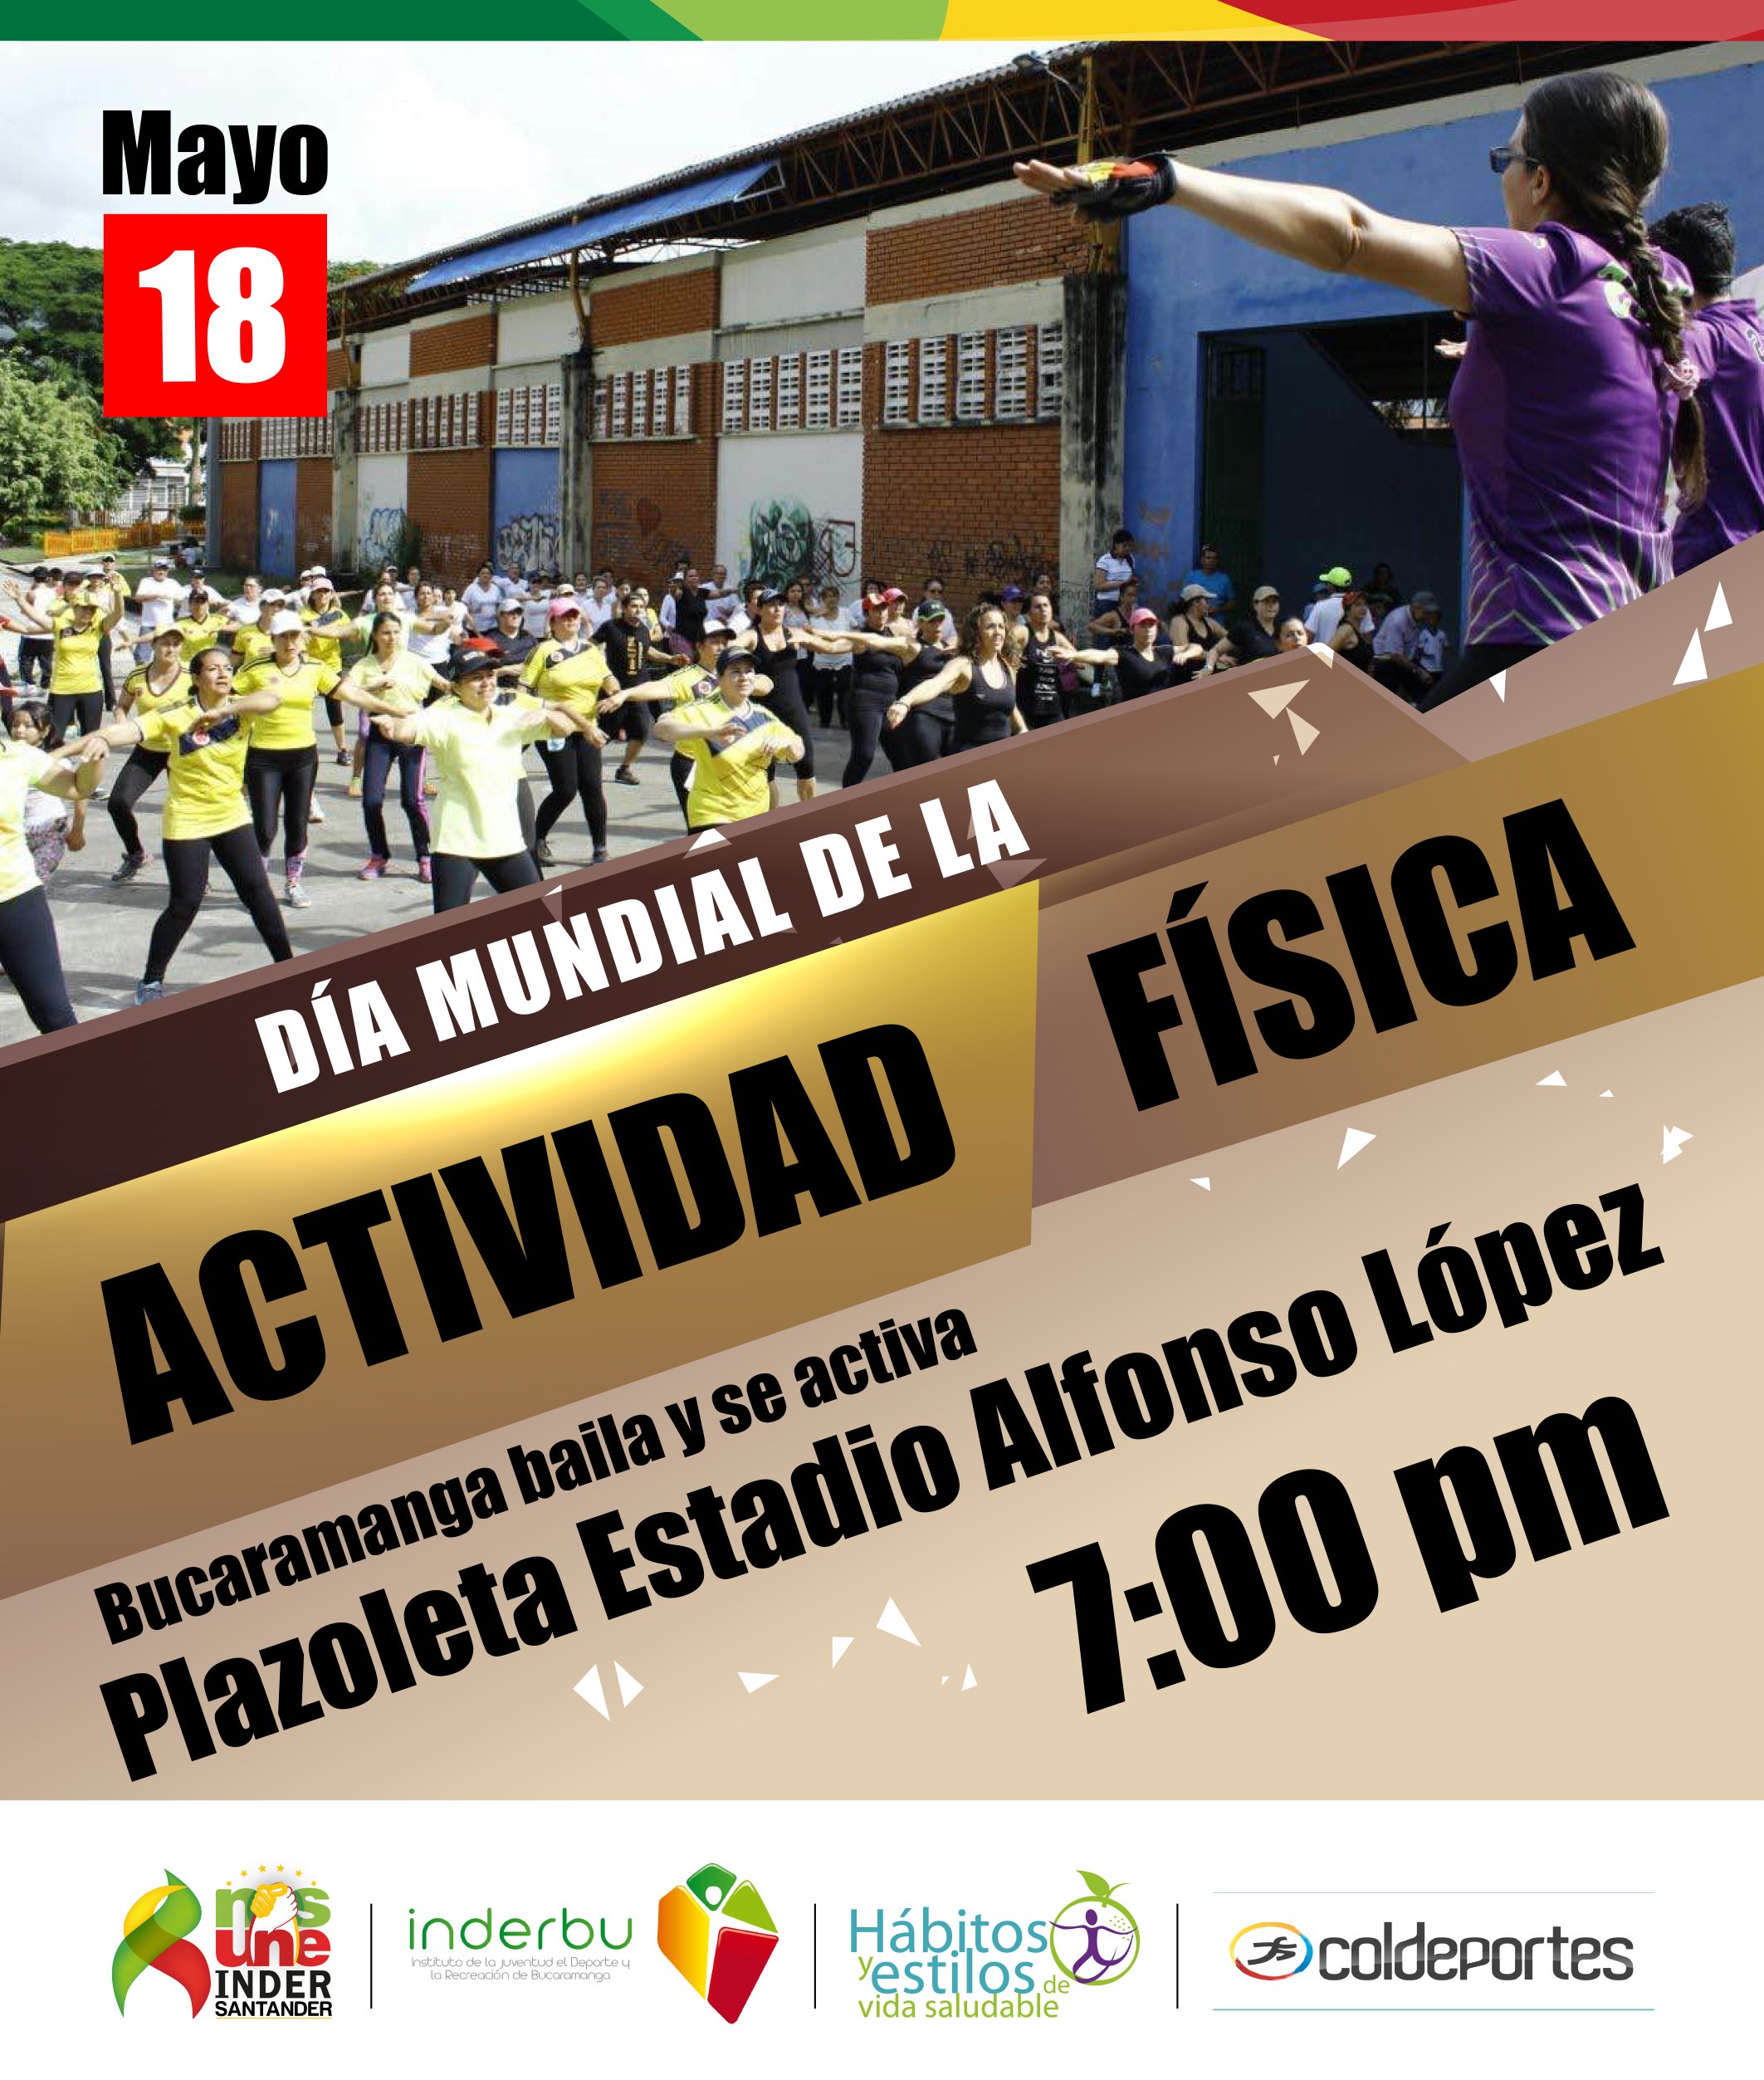 Mayo
18
DÍA MUNDIAL DE LA
ACTIVIDAD FÍSICA
Bucaramanga baila y se activa
Plazoleta Estadio Alfonso López
7:00 pm
nos
une
INDER
SANTANDER
inderbu
Instituto de la Juventud el Deporte y
la Recreación de Bucaramanga
Hábitos
y estilos de
vida saludable
coldeportes